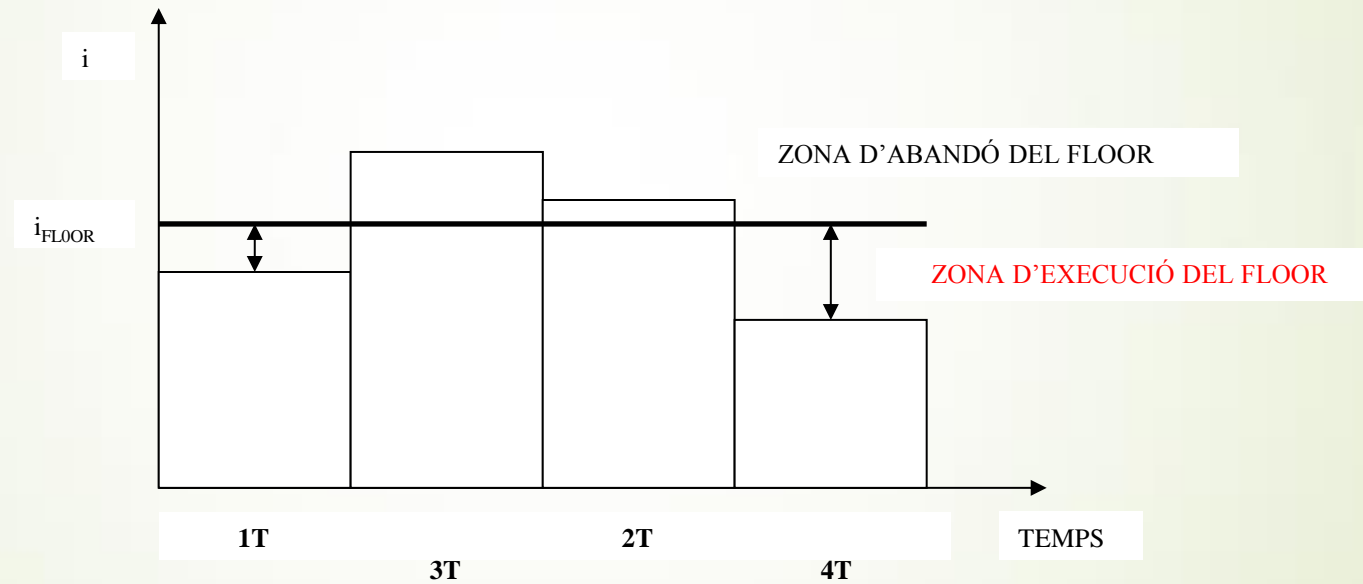 i
ZONA D'ABANDÓ DEL FLOOR
iFL0OR
ZONA D'EXECUCIÓ DEL FLOOR
1T 2T TEMPS
3T 4T